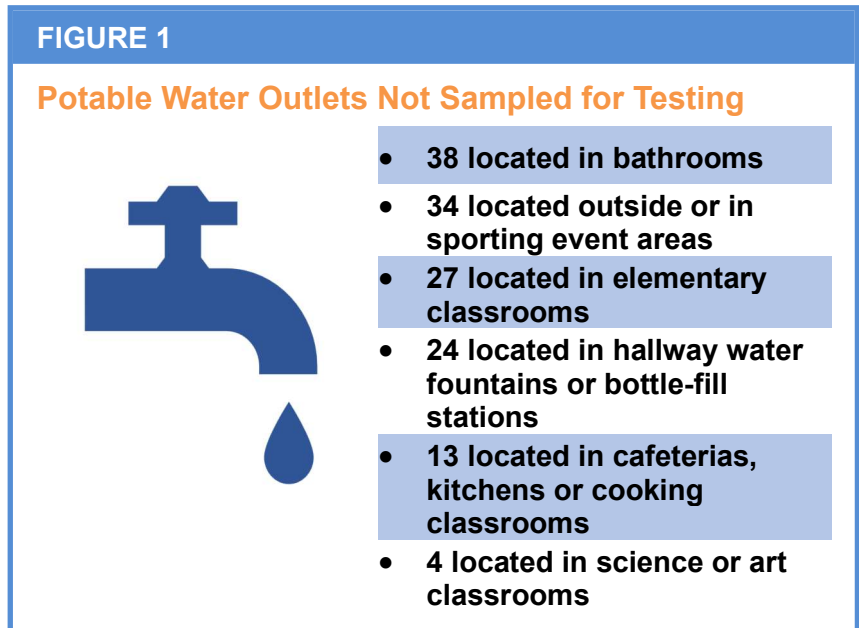 FIGURE 1
Potable Water Outlets Not Sampled for Testing
• 38 located in bathrooms
• 34 located outside or in
sporting event areas
• 27 located in elementary
classrooms
• 24 located in hallway water
fountains or bottle-fill
stations
• 13 located in cafeterias,
kitchens or cooking
classrooms
• 4 located in science or art
classrooms